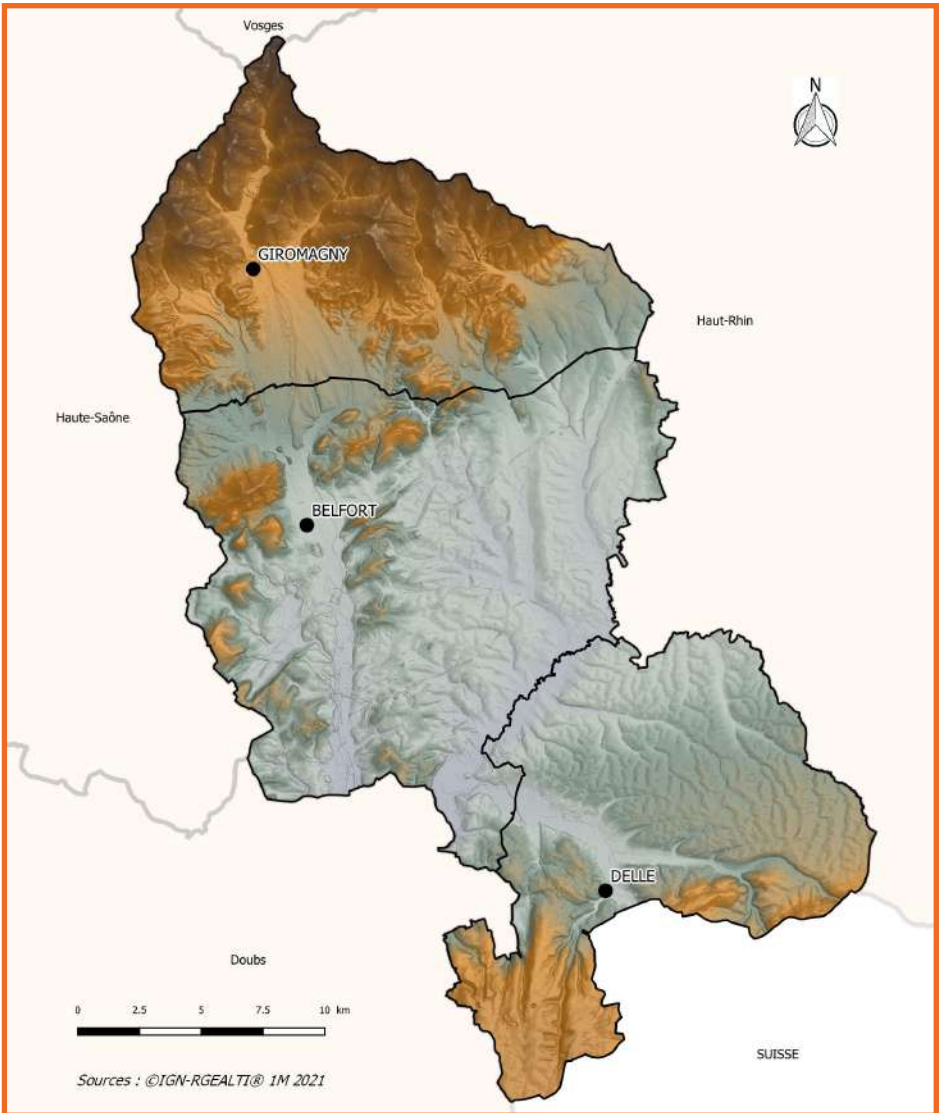 Vosges
N
GIROMAGNY
Haut-Rhin
Haute-Saône
BELFORT
DELLE
Doubs
0 2.5 5 7.5 10 km
SUISSE
Sources : ©IGN-RGEALTI® 1M 2021